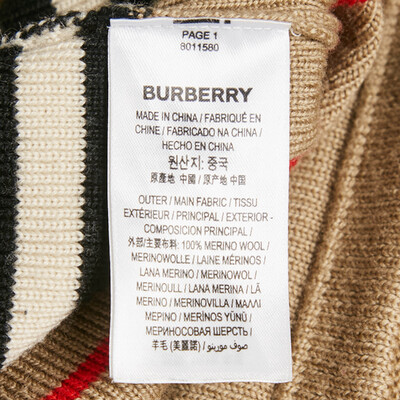 PAGE 1
8011580
BURBERRY
MADE IN CHINA / FABRIQUÉ EN
CHINE / FABRICADO NA CHINA /
HECHO EN CHINA
원산지: 중국
原產地: 中國 / 原产地: 中国
OUTER / MAIN FABRIC / TISSU
EXTÉRIEUR / PRINCIPAL / EXTERIOR -
COMPOSICIÓN PRINCIPAL /
外部/主要布料: 100% MERINO WOOL /
MERINOWOLLE / LAINE MÉRINOS /
LANA MERINO / MERINOWOL /
MERINOULL / LANA MERINA / LÃ
MERINO / MERINOVILLA / ΜΑΛΛΙ
ΜΕΡΙΝΟ / MERİNOS YÜNÜ /
МЕРИНОСОВАЯ ШЕРСТЬ /
羊毛 (美麗諾) / صوف مورينو